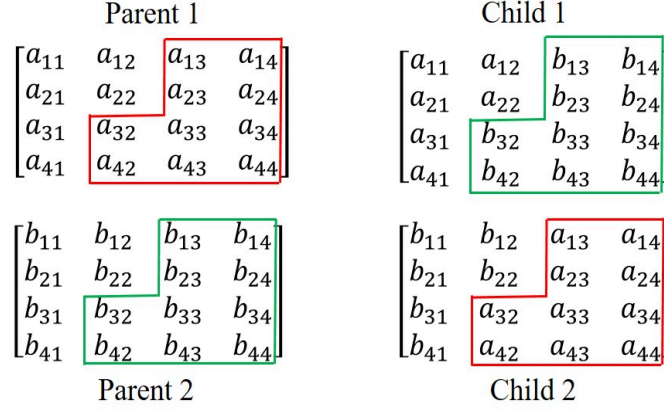 Parent 1
Child 1
a11 a12 a13 a14
a21 a22 a23 a24
a31 a32 a33 a34
a41 a42 a43 a44
a11 a12 b13 b14
a21 a22 b23 b24
a31 b32 b33 b34
a41 b42 b43 b44
b11 b12 b13 b14
b21 b22 b23 b24
b31 b32 b33 b34
b41 b42 b43 b44
b11 b12 a13 a14
b21 b22 a23 a24
b31 a32 a33 a34
b41 a42 a43 a44
Parent 2
Child 2